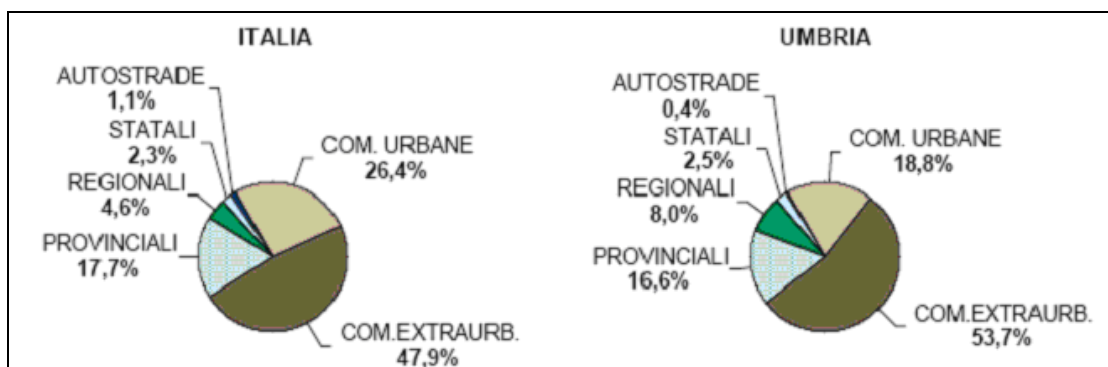 ITALIA
AUTOSTRADE
1,1%
STATALI
2,3%
REGIONALI
4,6%
PROVINCIALI
17,7%
COM. URBANE
26,4%
COM.EXTRAURB.
47,9%
UMBRIA
AUTOSTRADE
0,4%
STATALI
2,5%
REGIONALI
8,0%
PROVINCIALI
16,6%
COM. URBANE
18,8%
COM.EXTRAURB.
53,7%